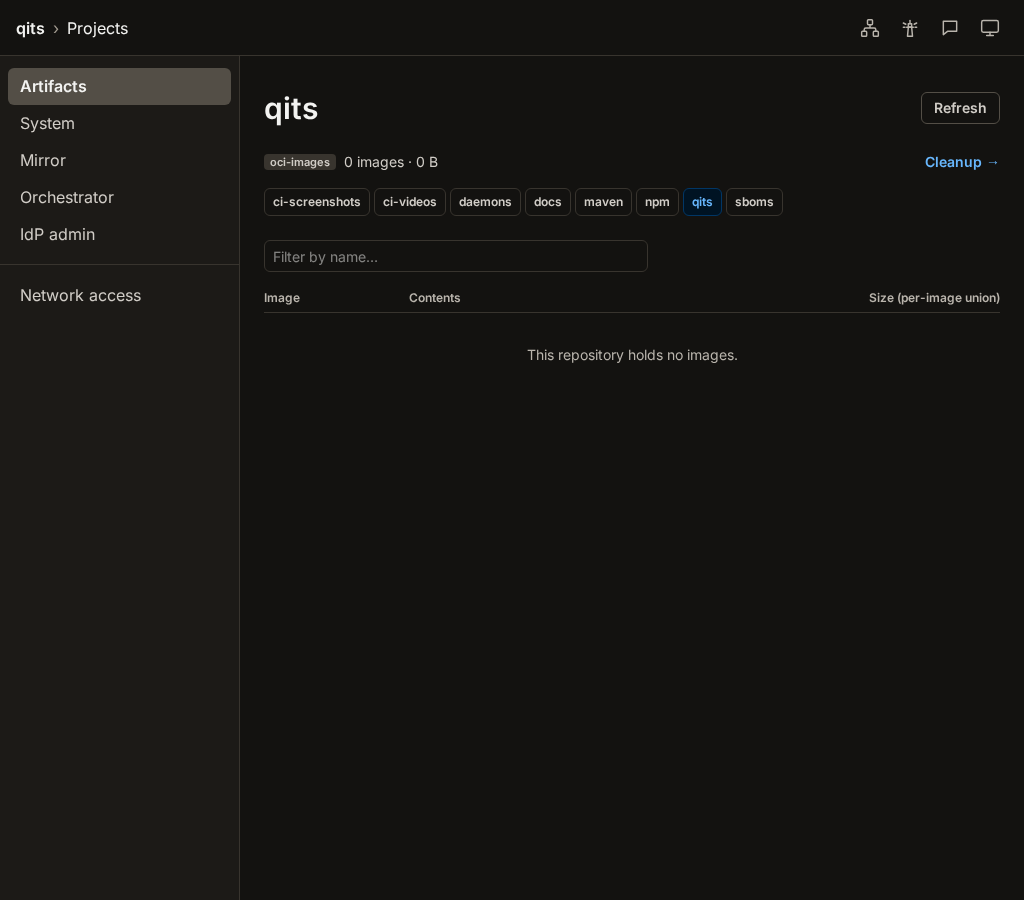 qits › Projects
Artifacts
System
Mirror
Orchestrator
IdP admin
Network access
qits
Refresh
oci-images 0 images · 0 B
Cleanup →
ci-screenshots ci-videos daemons docs maven npm qits sboms
Filter by name...
Image Contents Size (per-image union)
This repository holds no images.